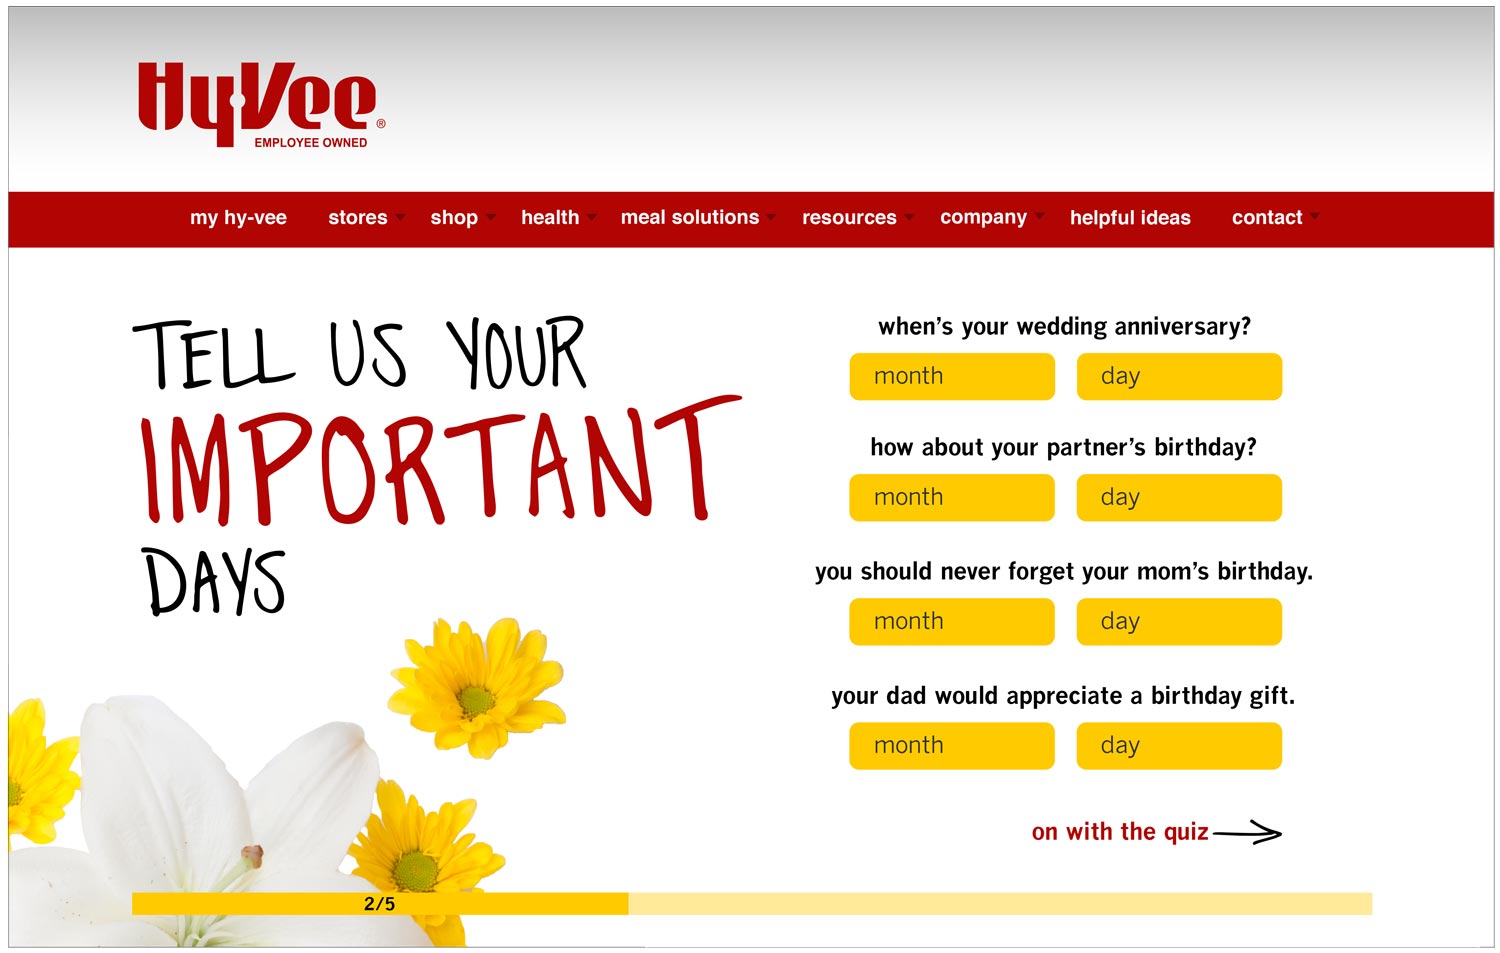 HyVee®
EMPLOYEE OWNED
my hy-vee stores shop health meal solutions resources company helpful ideas contact
TELL US YOUR
IMPORTANT
DAYS
when's your wedding anniversary?
month day
how about your partner's birthday?
month day
you should never forget your mom's birthday.
month day
your dad would appreciate a birthday gift.
month day
on with the quiz
2/5